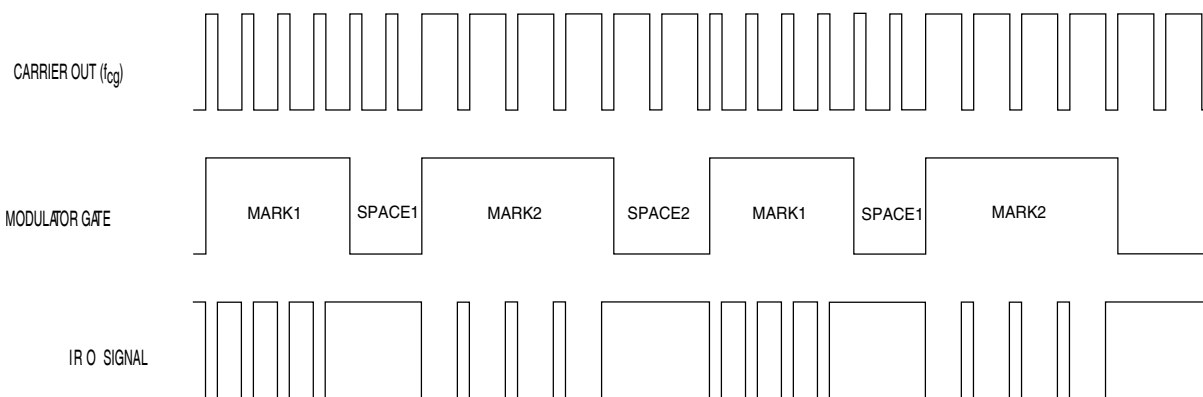 CARRIER OUT (fcg)
MODULATOR GATE
MARK1 SPACE1 MARK2 SPACE2 MARK1 SPACE1 MARK2
IR O SIGNAL